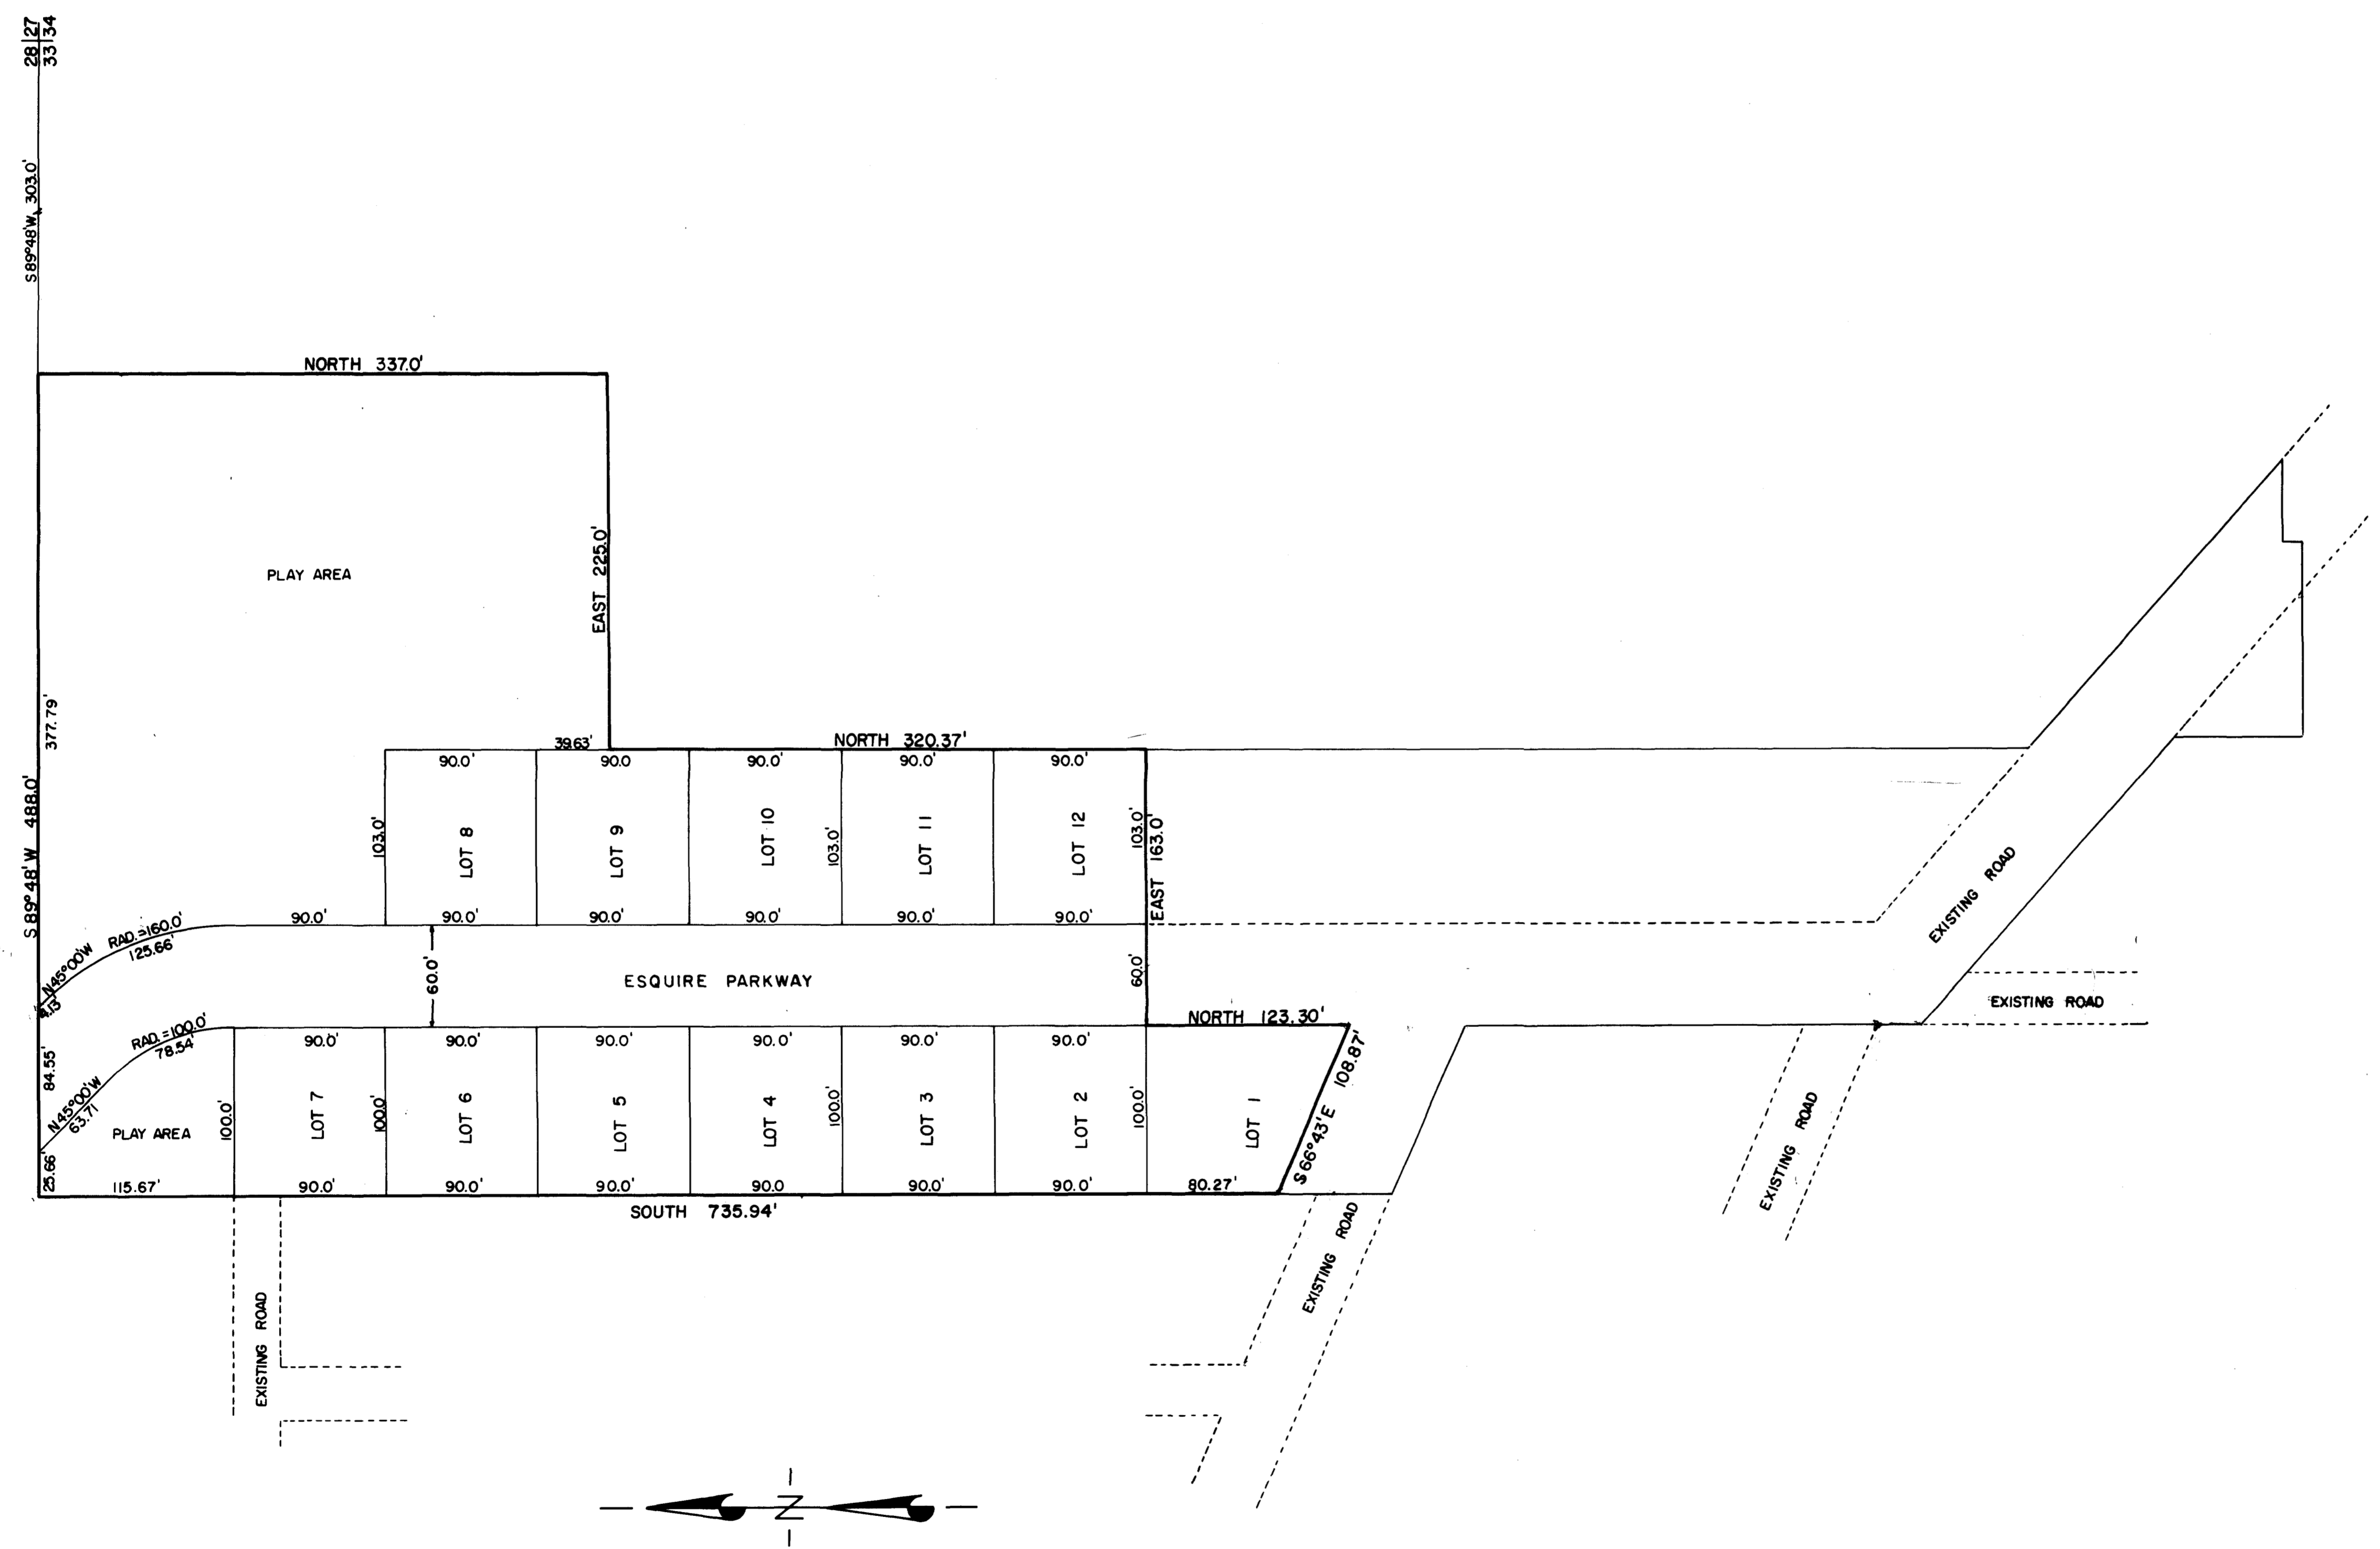 28|27
33|34
S 89°48'W 303.0'
NORTH 337.0'
PLAY AREA
EAST 225.0'
377.79'
S 89°48'W 488.0'
39.63'
NORTH 320.37'
90.0'
90.0
90.0'
90.0'
90.0'
103.0'
LOT 8
LOT 9
LOT 10
103.0'
LOT 11
LOT 12
103.0'
EAST 163.0'
90.0'
90.0'
90.0'
90.0'
90.0'
90.0'
N45°00'W
4.13'
RAD.=160.0'
125.66'
60.0'
ESQUIRE PARKWAY
60.0'
EXISTING ROAD
EXISTING ROAD
NORTH 123.30'
S 66°43'E 108.87'
84.55'
RAD.=100.0'
78.54'
N45°00'W
63.71
90.0'
90.0'
90.0'
90.0'
90.0'
90.0'
PLAY AREA
100.0'
LOT 7
100.0'
LOT 6
LOT 5
LOT 4
100.0'
LOT 3
LOT 2
100.0'
LOT 1
25.66'
115.67'
90.0'
90.0'
90.0'
90.0
90.0'
90.0'
80.27'
SOUTH 735.94'
EXISTING ROAD
EXISTING ROAD
EXISTING ROAD
N